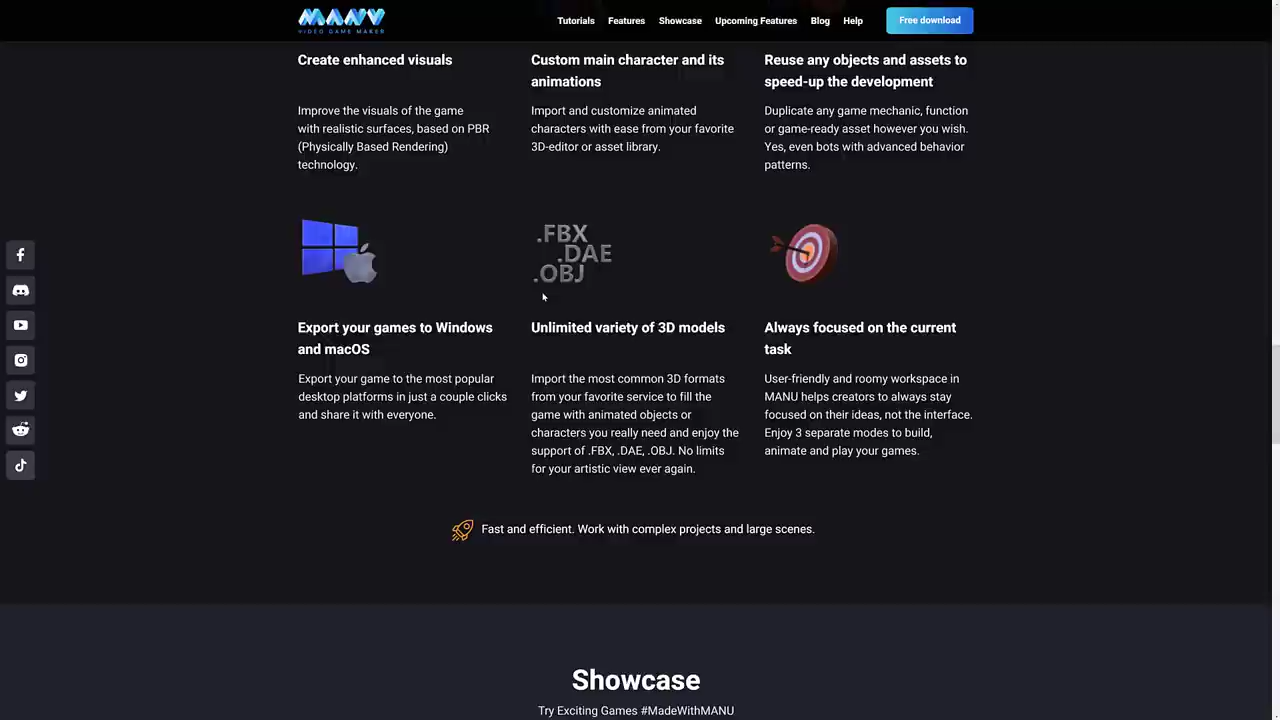 MANU
VIDEO GAME MAKER
Tutorials
Features
Showcase
Upcoming Features
Blog
Help
Free download
Create enhanced visuals
Improve the visuals of the game
with realistic surfaces, based on PBR
(Physically Based Rendering)
technology.
Custom main character and its
animations
Import and customize animated
characters with ease from your favorite
3D-editor or asset library.
Reuse any objects and assets to
speed-up the development
Duplicate any game mechanic, function
or game-ready asset however you wish.
Yes, even bots with advanced behavior
patterns.
Export your games to Windows
and macOS
Export your game to the most popular
desktop platforms in just a couple clicks
and share it with everyone.
.FBX
.DAE
.OBJ
Unlimited variety of 3D models
Import the most common 3D formats
from your favorite service to fill the
game with animated objects or
characters you really need and enjoy the
support of .FBX, .DAE, .OBJ. No limits
for your artistic view ever again.
Always focused on the current
task
User-friendly and roomy workspace in
MANU helps creators to always stay
focused on their ideas, not the interface.
Enjoy 3 separate modes to build,
animate and play your games.
Fast and efficient. Work with complex projects and large scenes.
Showcase
Try Exciting Games #MadeWithMANU